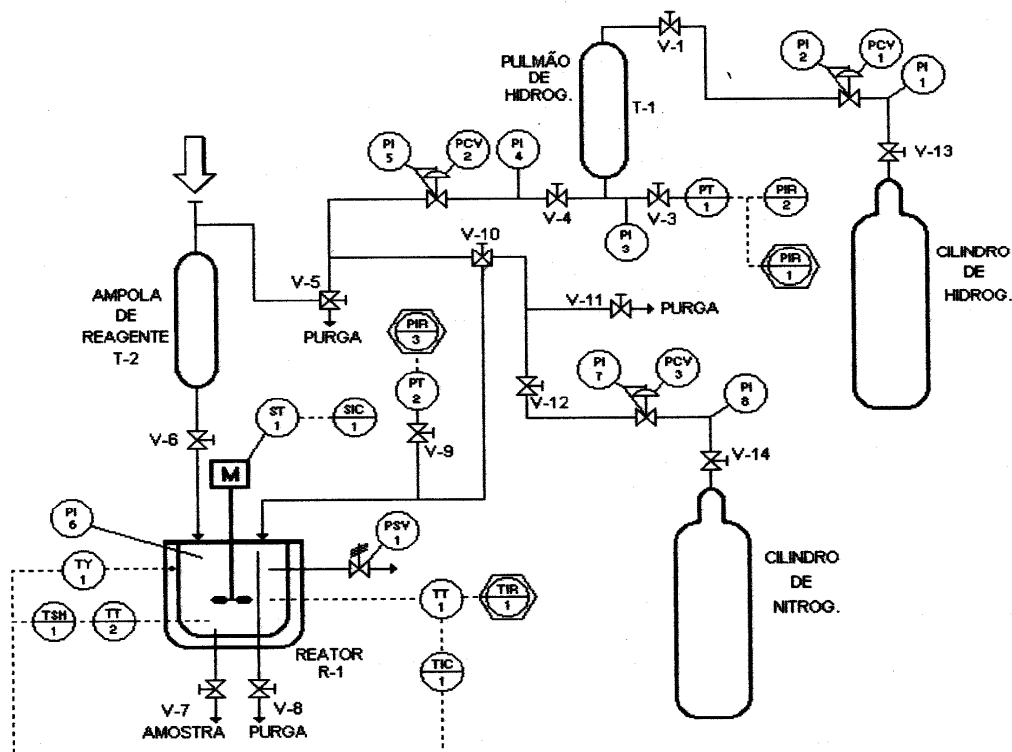 V-1
PI
2
PCV
1
PI
1
PULMÃO
DE
HIDROG.
T-1
V-13
PI
5
PCV
2
PI
4
V-4
V-3
PT
1
PIR
2
PI
3
PIR
1
CILINDRO
DE
HIDROG.
V-10
V-5
PURGA
AMPOLA
DE
REAGENTE
T-2
V-11
PURGA
PIR
3
PT
2
PI
7
PCV
3
PI
8
V-12
ST
1
SIC
1
V-6
V-9
M
V-14
PI
6
PSV
1
TY
1
CILINDRO
DE
NITROG.
TSH
1
TT
2
TT
1
TIR
1
REATOR
R-1
TIC
1
V-7
AMOSTRA
V-8
PURGA